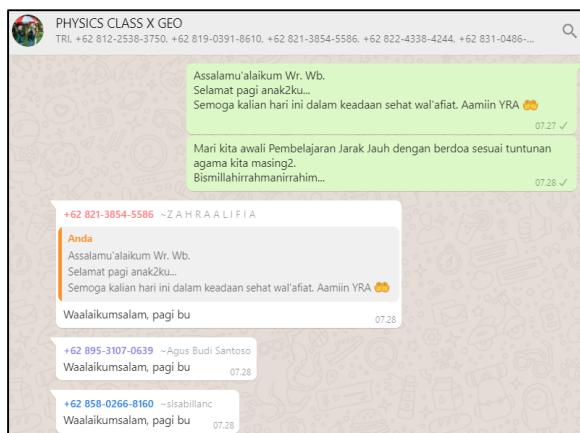 PHYSICS CLASS X GEO
TRI, +62 812-2538-3750, +62 819-0391-8610, +62 821-3854-5586, +62 822-4338-4244, +62 831-0486-...
Assalamu'alaikum Wr. Wb.
Selamat pagi anak2ku...
Semoga kalian hari ini dalam keadaan sehat wal'afiat. Aamiin YRA 🤲
07.27 ✓
Mari kita awali Pembelajaran Jarak Jauh dengan berdoa sesuai tuntunan
agama kita masing2.
Bismillahirrahmanirrahim...
07.28 ✓
+62 821-3854-5586 ~Z A H R A A L I F I A
Anda
Assalamu'alaikum Wr. Wb.
Selamat pagi anak2ku...
Semoga kalian hari ini dalam keadaan sehat wal'afiat. Aamiin YRA 🤲
Waalaikumsalam, pagi bu
07.28
+62 895-3107-0639 ~Agus Budi Santoso
Waalaikumsalam, pagi bu
07.28
+62 858-0266-8160 ~slsabillanc
Waalaikumsalam, pagi bu
07.28